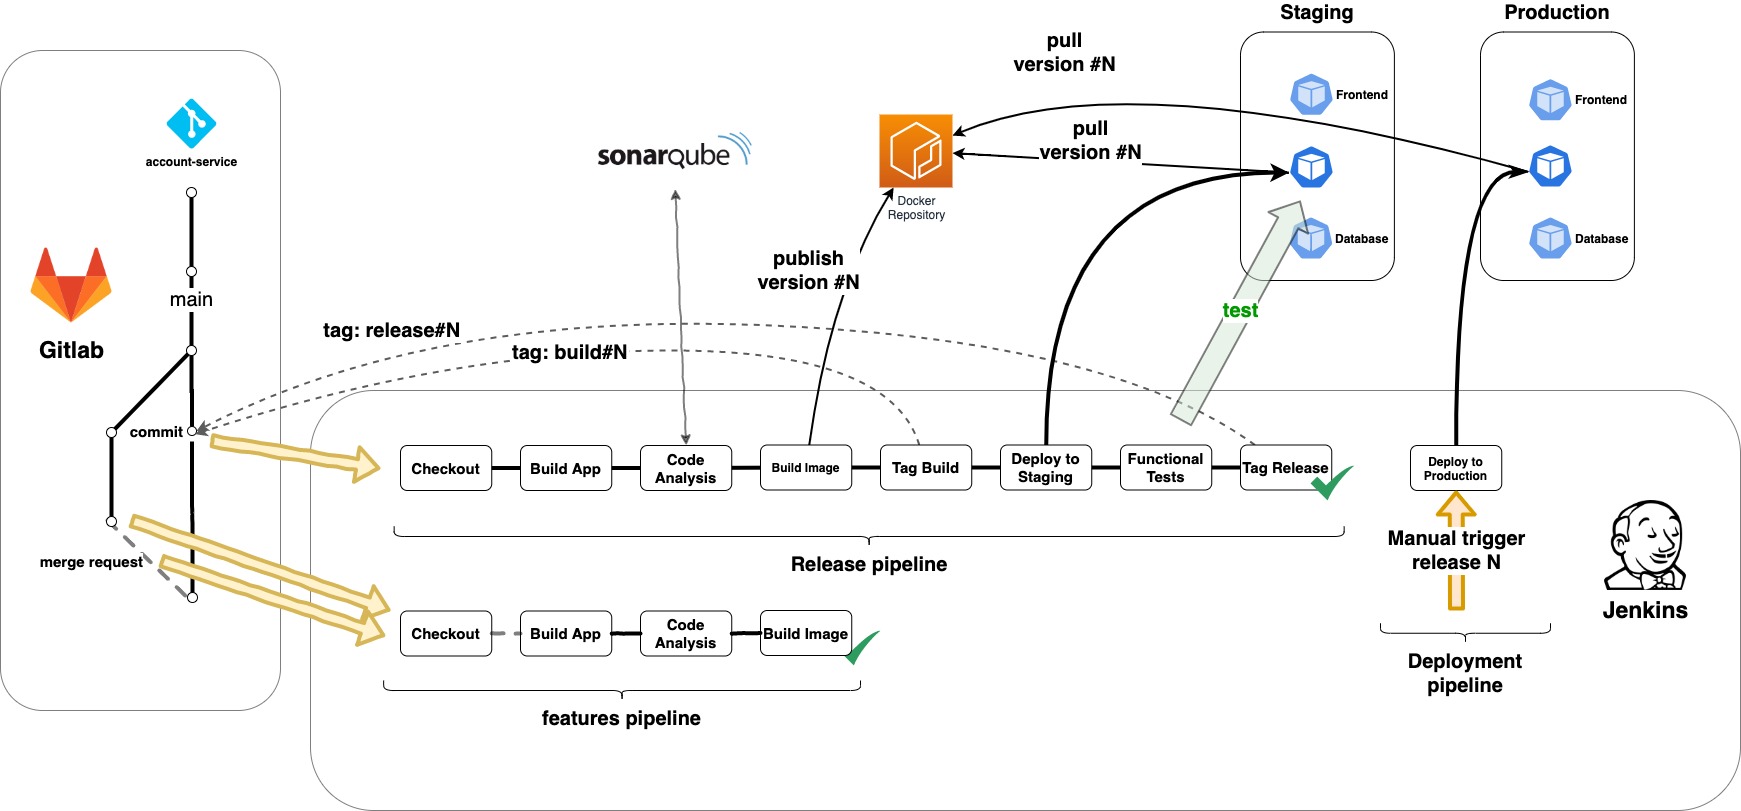 Staging
Production
pull
version #N
Frontend
Frontend
pull
version #N
account-service
sonarqube
Docker
Repository
Database
Database
publish
version #N
main
test
Gitlab
tag: release#N
tag: build#N
commit
Checkout
Build App
Code
Analysis
Build Image
Tag Build
Deploy to
Staging
Functional
Tests
Tag Release
Deploy to
Production
Manual trigger
release N
merge request
Release pipeline
Jenkins
Checkout
Build App
Code
Analysis
Build Image
Deployment
pipeline
features pipeline